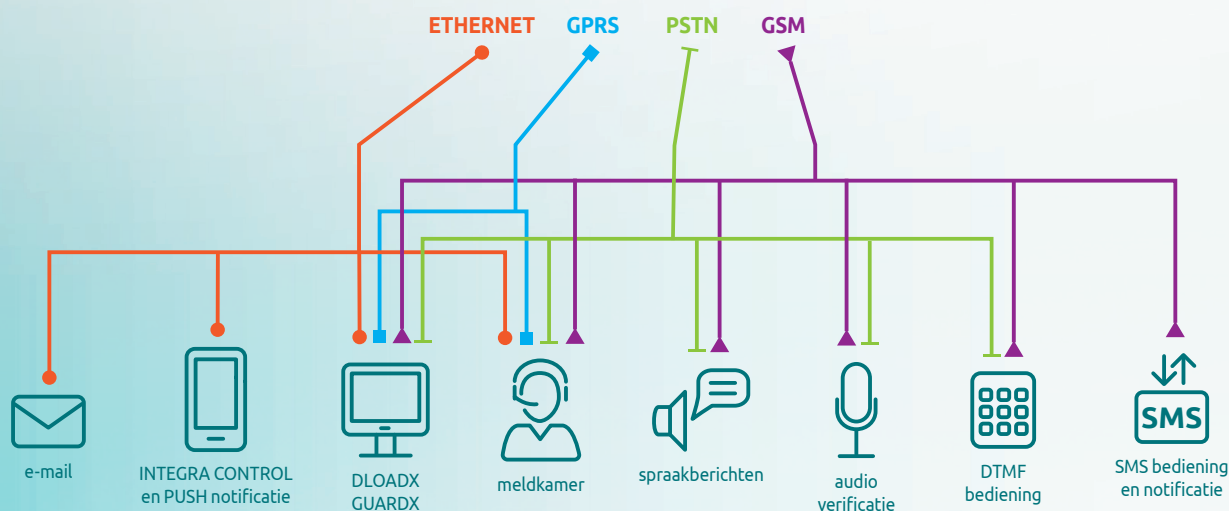 ETHERNET GPRS PSTN GSM
e-mail
INTEGRA CONTROL
en PUSH notificatie
DLOADX
GUARDX
meldkamer
spraakberichten
audio
verificatie
DTMF
bediening
SMS
SMS bediening
en notificatie